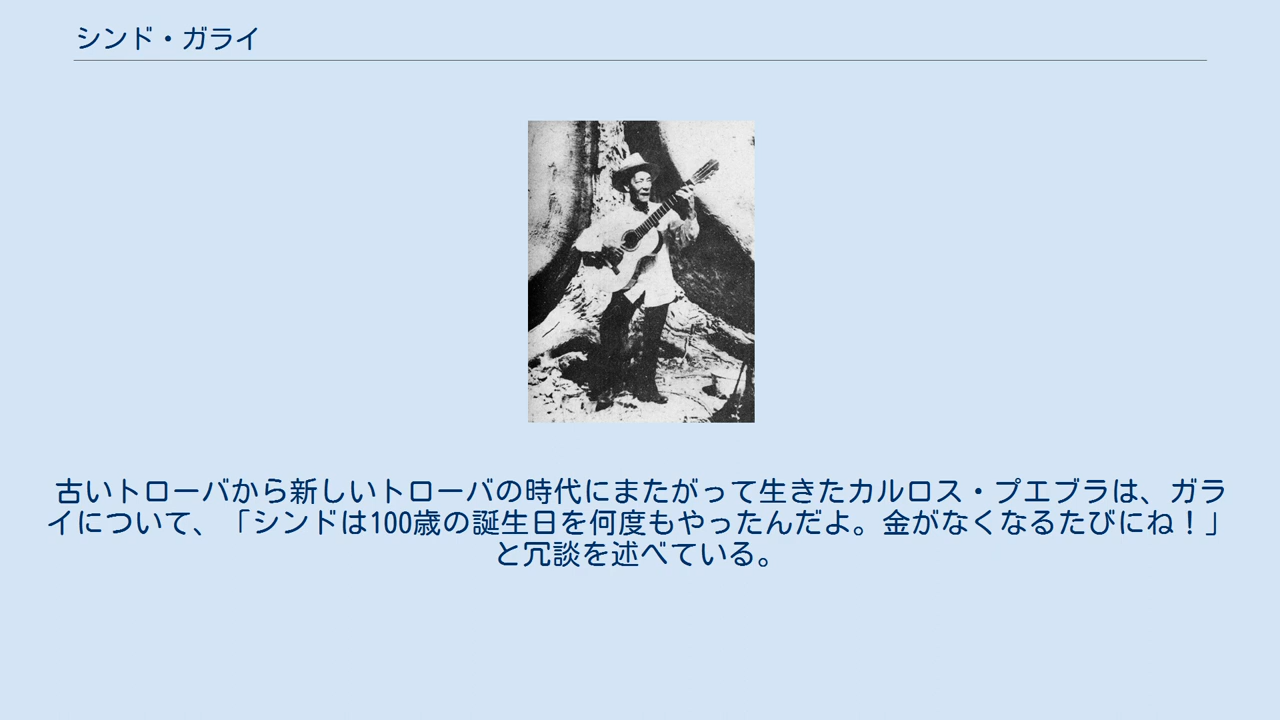 シンド・ガライ
古いトローバから新しいトローバの時代にまたがって生きたカルロス・プエブラは、ガラ
イについて、「シンドは100歳の誕生日を何度もやったんだよ。金がなくなるたびにね！」
と冗談を述べている。